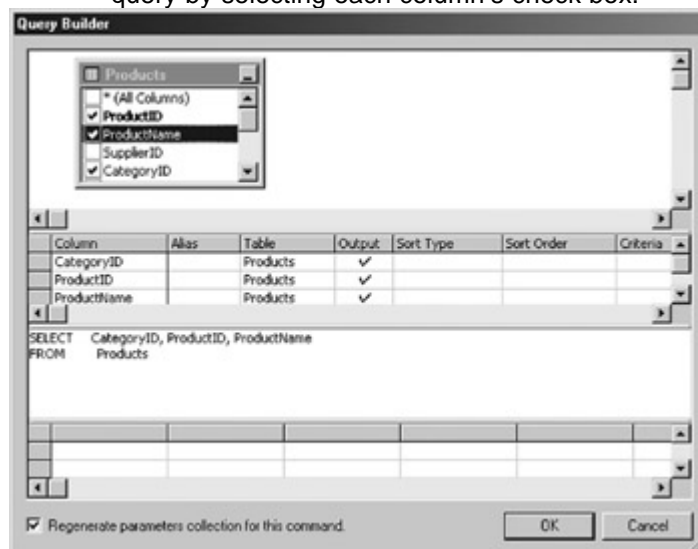 query by selecting each column's check box.
Query Builder
Products
* (All Columns)
ProductID
ProductName
SupplierID
CategoryID
Column Alias Table Output Sort Type Sort Order Criteria
CategoryID Products
ProductID Products
ProductName Products
SELECT CategoryID, ProductID, ProductName
FROM Products
Regenerate parameters collection for this command.
OK Cancel